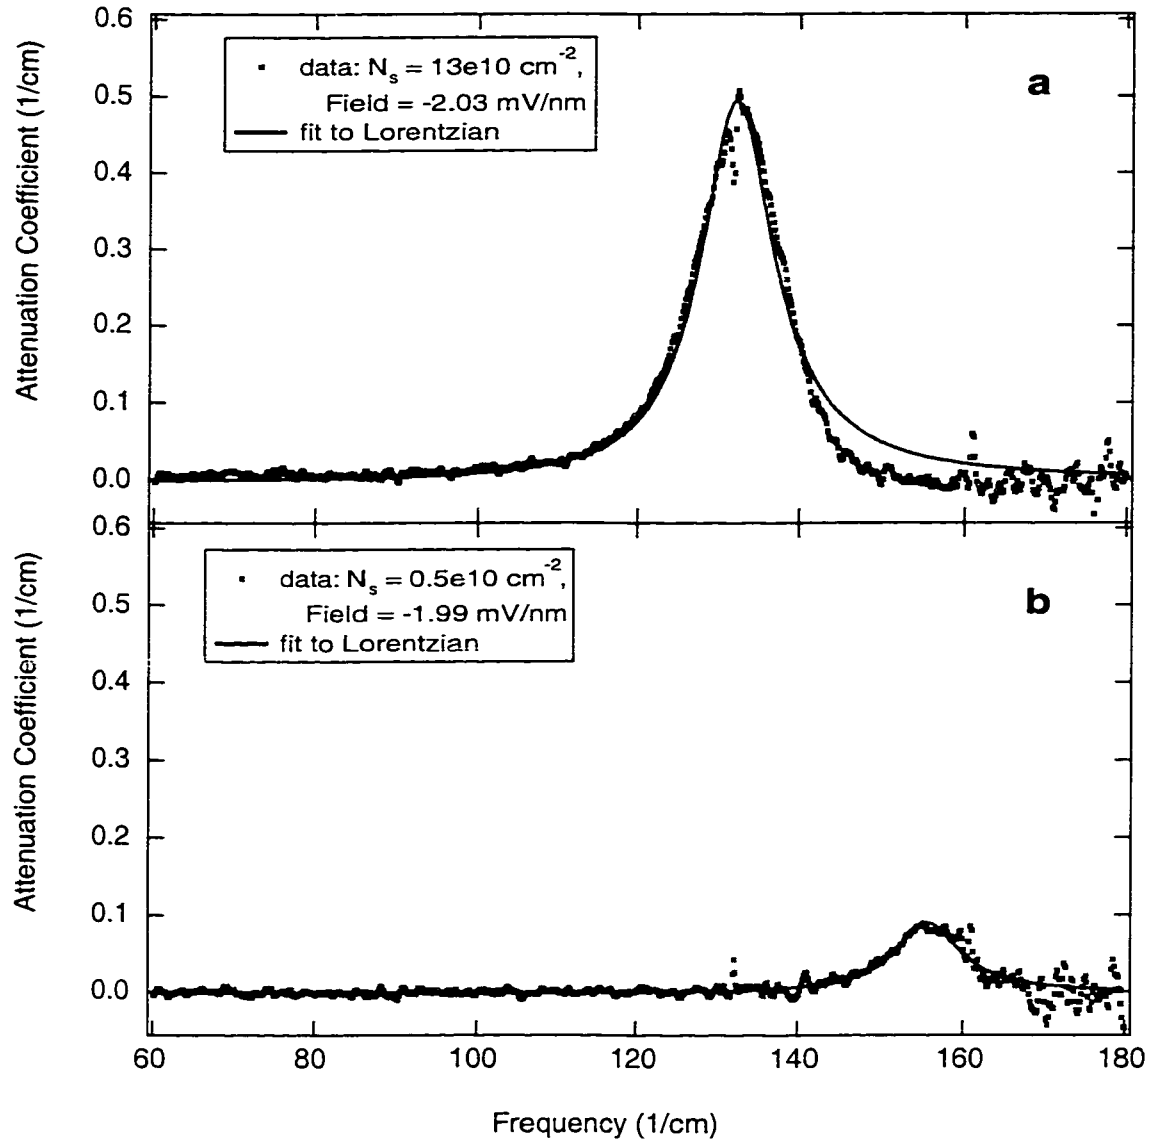 0.6
0.5
0.4
0.3
0.2
0.1
0.0
Attenuation Coefficient (1/cm)
data: Nₛ = 13e10 cm⁻²,
Field = -2.03 mV/nm
fit to Lorentzian
a
0.6
0.5
0.4
0.3
0.2
0.1
0.0
Attenuation Coefficient (1/cm)
data: Nₛ = 0.5e10 cm⁻²,
Field = -1.99 mV/nm
fit to Lorentzian
b
60 80 100 120 140 160 180
Frequency (1/cm)